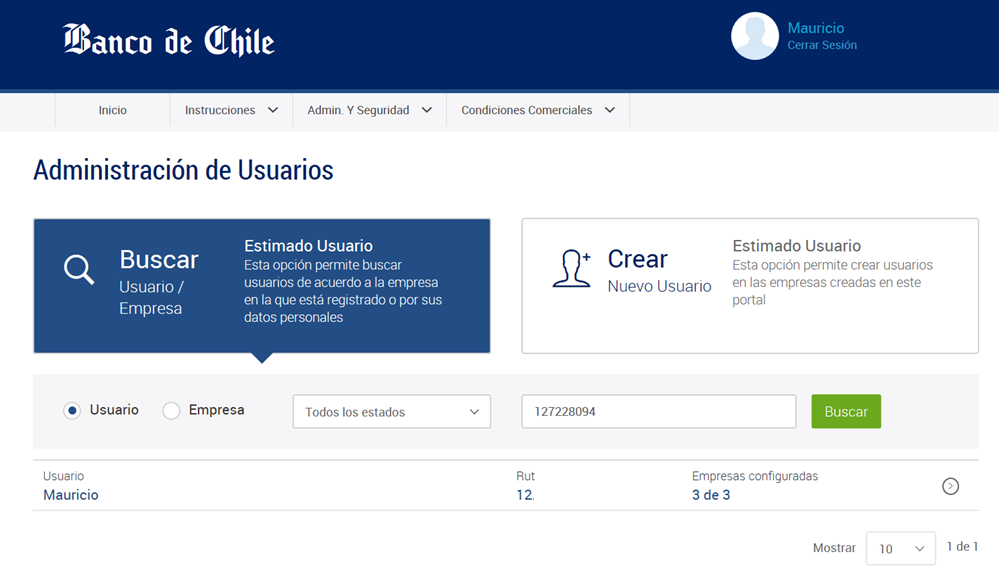 Banco de Chile
Mauricio
Cerrar Sesión
Inicio
Instrucciones
Admin. Y Seguridad
Condiciones Comerciales
Administración de Usuarios
Buscar
Usuario /
Empresa
Estimado Usuario
Esta opción permite buscar
usuarios de acuerdo a la empresa
en la que está registrado o por sus
datos personales
Crear
Nuevo Usuario
Estimado Usuario
Esta opción permite crear usuarios
en las empresas creadas en este
portal
Usuario
Empresa
Todos los estados
127228094
Buscar
Usuario
Rut
Empresas configuradas
Mauricio
12.
3 de 3
Mostrar
10
1 de 1